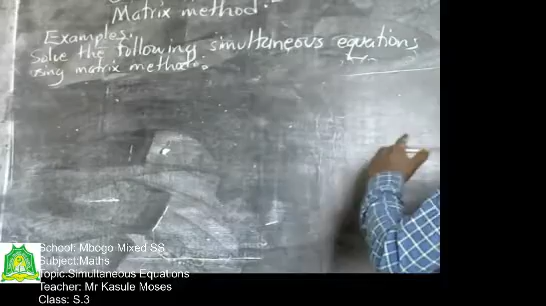 Matrix method:-
Examples.
Solve the following simultaneous equations
using matrix method:
School: Mbogo Mixed SS
Subject:Maths
Topic:Simultaneous Equations
Teacher: Mr Kasule Moses
Class: S.3